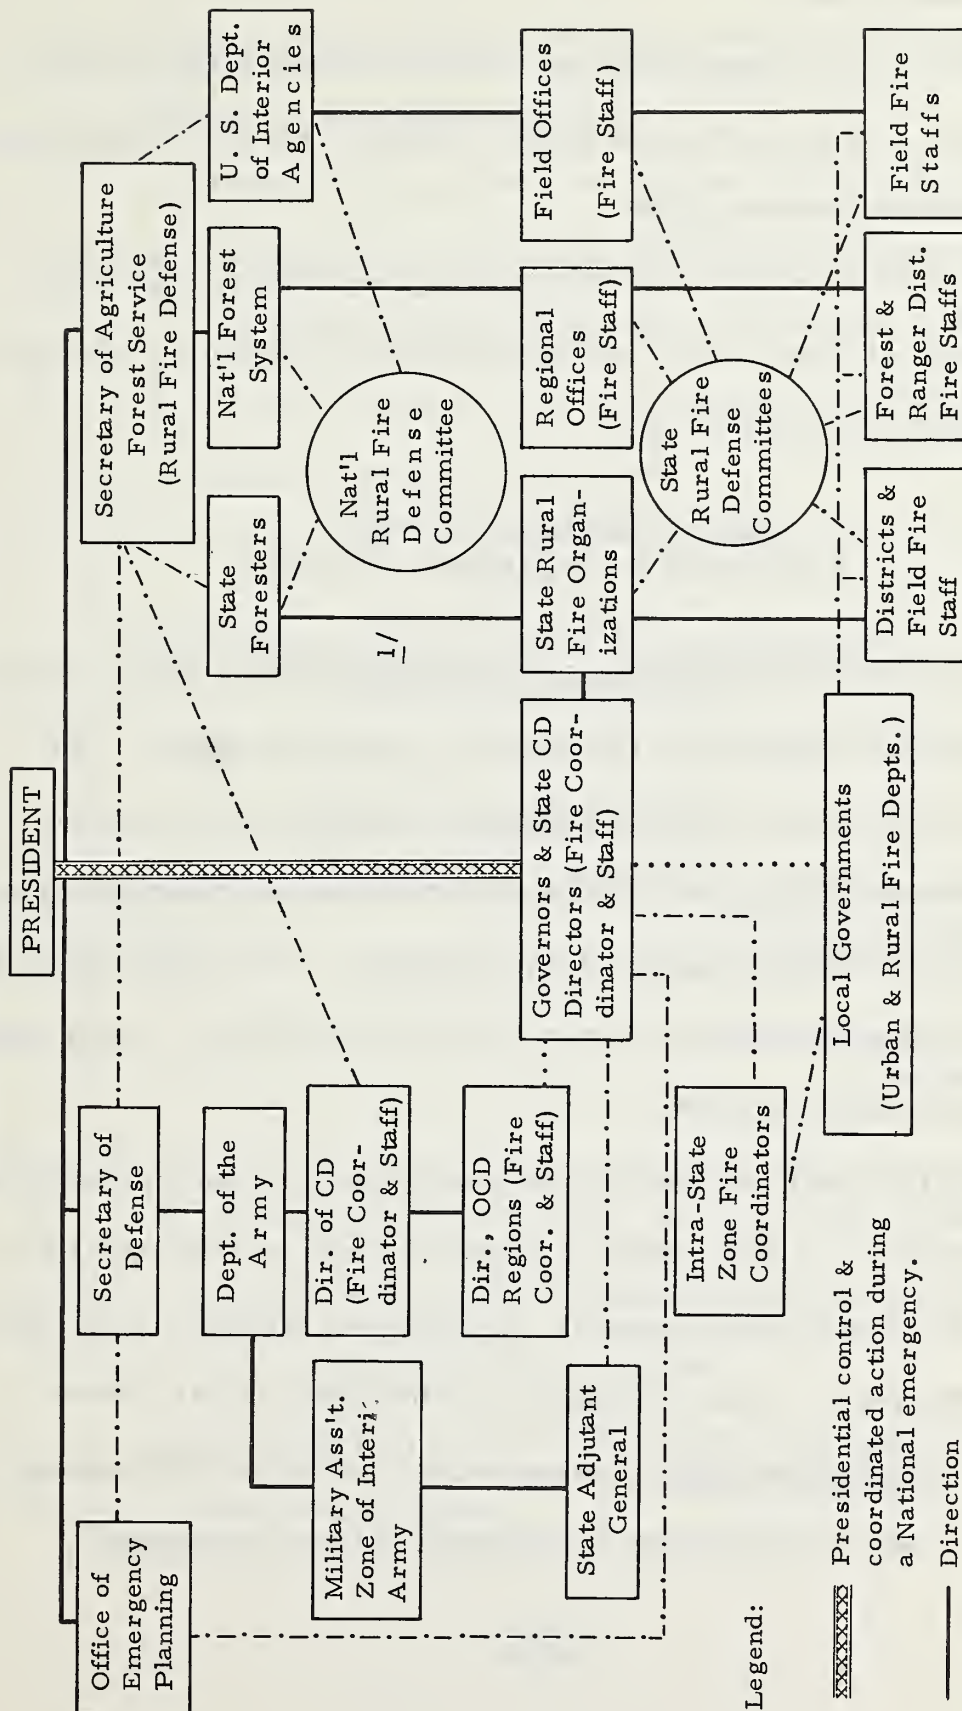 PRESIDENT
Office of
Emergency
Planning
Secretary of
Defense
Secretary of Agriculture
Forest Service
(Rural Fire Defense)
Dept. of the
Army
State
Foresters
Nat'l Forest
System
U. S. Dept.
of Interior
Agencies
Military Ass't.
Zone of Interi
Army
Dir. of CD
(Fire Coor-
dinator & Staff)
1/
Nat'l
Rural Fire
Defense
Committee
Dir., OCD
Regions (Fire
Coor. & Staff)
Governors & State CD
Directors (Fire Coor-
dinator & Staff)
State Rural
Fire Organ-
izations
Regional
Offices
(Fire Staff)
Field Offices
(Fire Staff)
State Adjutant
General
Intra-State
Zone Fire
Coordinators
State
Rural Fire
Defense
Committees
Local Governments
(Urban & Rural Fire Depts.)
Districts &
Field Fire
Staff
Forest &
Ranger Dist.
Fire Staffs
Field Fire
Staffs
Legend:
XXXXXXX Presidential control &
coordinated action during
a National emergency.
Direction